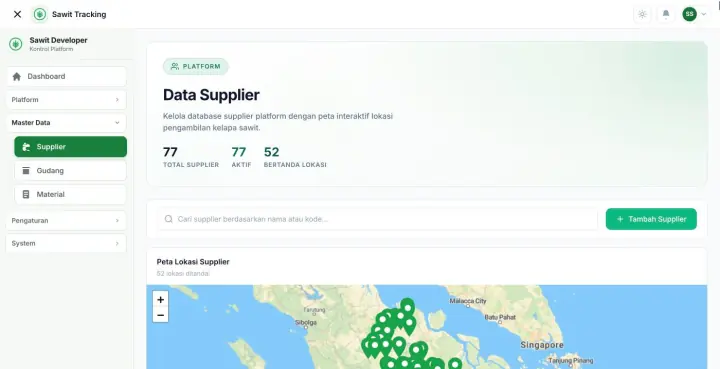 Sawit Tracking
SS
Sawit Developer
Kontrol Platform
Dashboard
Platform
Master Data
Supplier
Gudang
Material
Pengaturan
System
PLATFORM
Data Supplier
Kelola database supplier platform dengan peta interaktif lokasi
pengambilan kelapa sawit.
77
TOTAL SUPPLIER
77
AKTIF
52
BERTANDA LOKASI
Cari supplier berdasarkan nama atau kode...
+ Tambah Supplier
Peta Lokasi Supplier
52 lokasi ditandai
+
−
Tarutung
Sibolga
Malacca City
Batu Pahat
Singapore
Tanjung Pinang